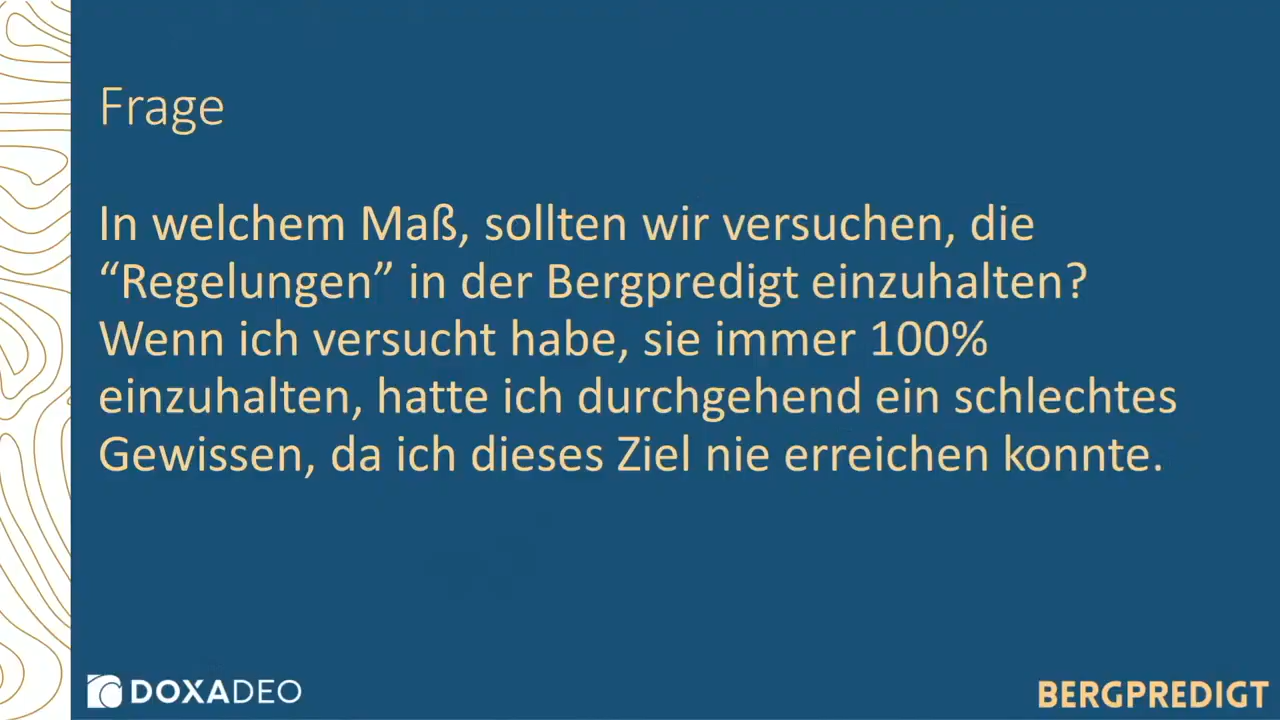 Frage
In welchem Maß, sollten wir versuchen, die
“Regelungen” in der Bergpredigt einzuhalten?
Wenn ich versucht habe, sie immer 100%
einzuhalten, hatte ich durchgehend ein schlechtes
Gewissen, da ich dieses Ziel nie erreichen konnte.
DOXADEO
BERGPREDIGT